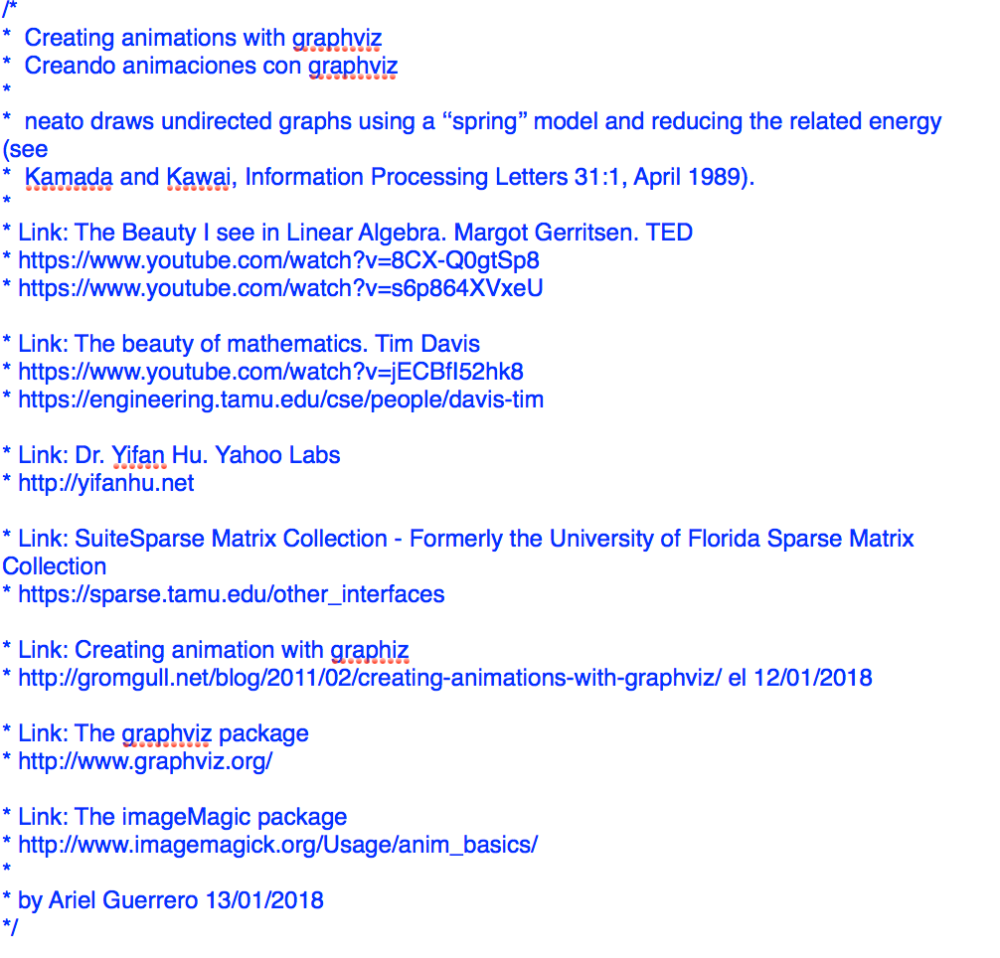 /*
* Creating animations with graphviz
* Creando animaciones con graphviz
*
* neato draws undirected graphs using a “spring” model and reducing the related energy
(see
* Kamada and Kawai, Information Processing Letters 31:1, April 1989).
*
* Link: The Beauty I see in Linear Algebra. Margot Gerritsen. TED
* https://www.youtube.com/watch?v=8CX-Q0gtSp8
* https://www.youtube.com/watch?v=s6p864XVxeU

* Link: The beauty of mathematics. Tim Davis
* https://www.youtube.com/watch?v=jECBfI52hk8
* https://engineering.tamu.edu/cse/people/davis-tim

* Link: Dr. Yifan Hu. Yahoo Labs
* http://yifanhu.net

* Link: SuiteSparse Matrix Collection - Formerly the University of Florida Sparse Matrix
Collection
* https://sparse.tamu.edu/other_interfaces

* Link: Creating animation with graphiz
* http://gromgull.net/blog/2011/02/creating-animations-with-graphviz/ el 12/01/2018

* Link: The graphviz package
* http://www.graphviz.org/

* Link: The imageMagic package
* http://www.imagemagick.org/Usage/anim_basics/
*
* by Ariel Guerrero 13/01/2018
*/